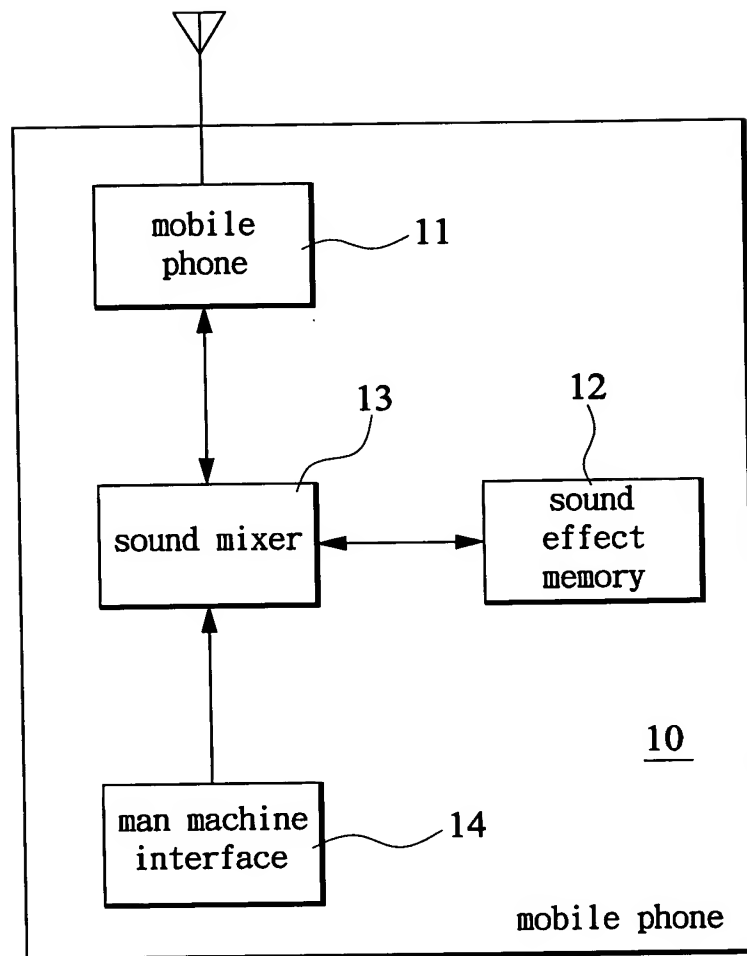 mobile
phone
11
13
12
sound mixer
sound
effect
memory
10
man machine
interface
14
mobile phone